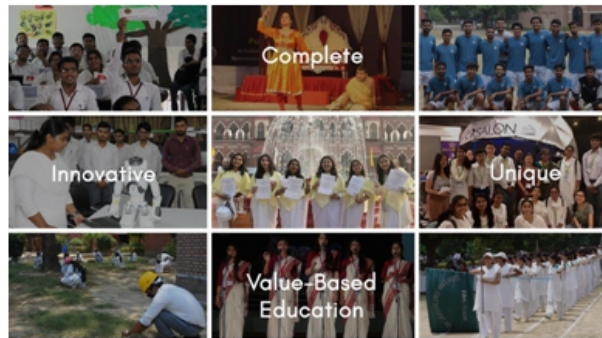 Complete
Innovative
Unique
Value-Based
Education